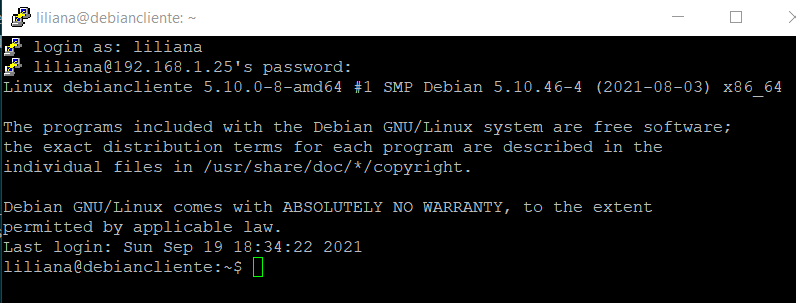 liliana@debiancliente: ~
login as: liliana
liliana@192.168.1.25's password:
Linux debiancliente 5.10.0-8-amd64 #1 SMP Debian 5.10.46-4 (2021-08-03) x86_64
The programs included with the Debian GNU/Linux system are free software;
the exact distribution terms for each program are described in the
individual files in /usr/share/doc/*/copyright.
Debian GNU/Linux comes with ABSOLUTELY NO WARRANTY, to the extent
permitted by applicable law.
Last login: Sun Sep 19 18:34:22 2021
liliana@debiancliente:~$